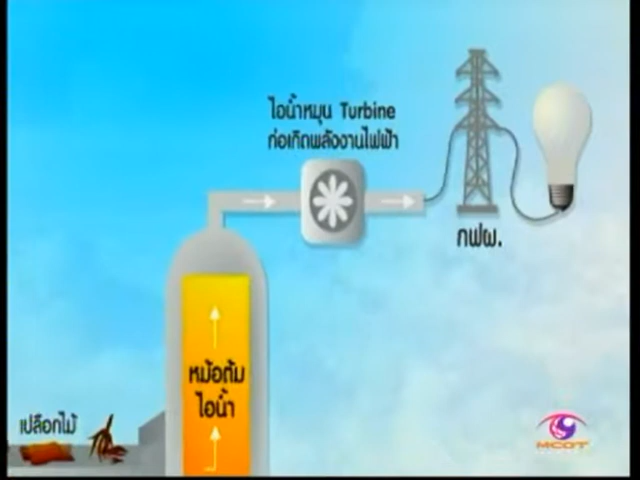 ไอน้ำหมุน Turbine
ก่อเกิดพลังงานไฟฟ้า
กฟผ.
หม้อต้ม
ไอน้ำ
เปลือกไม้
MCOT